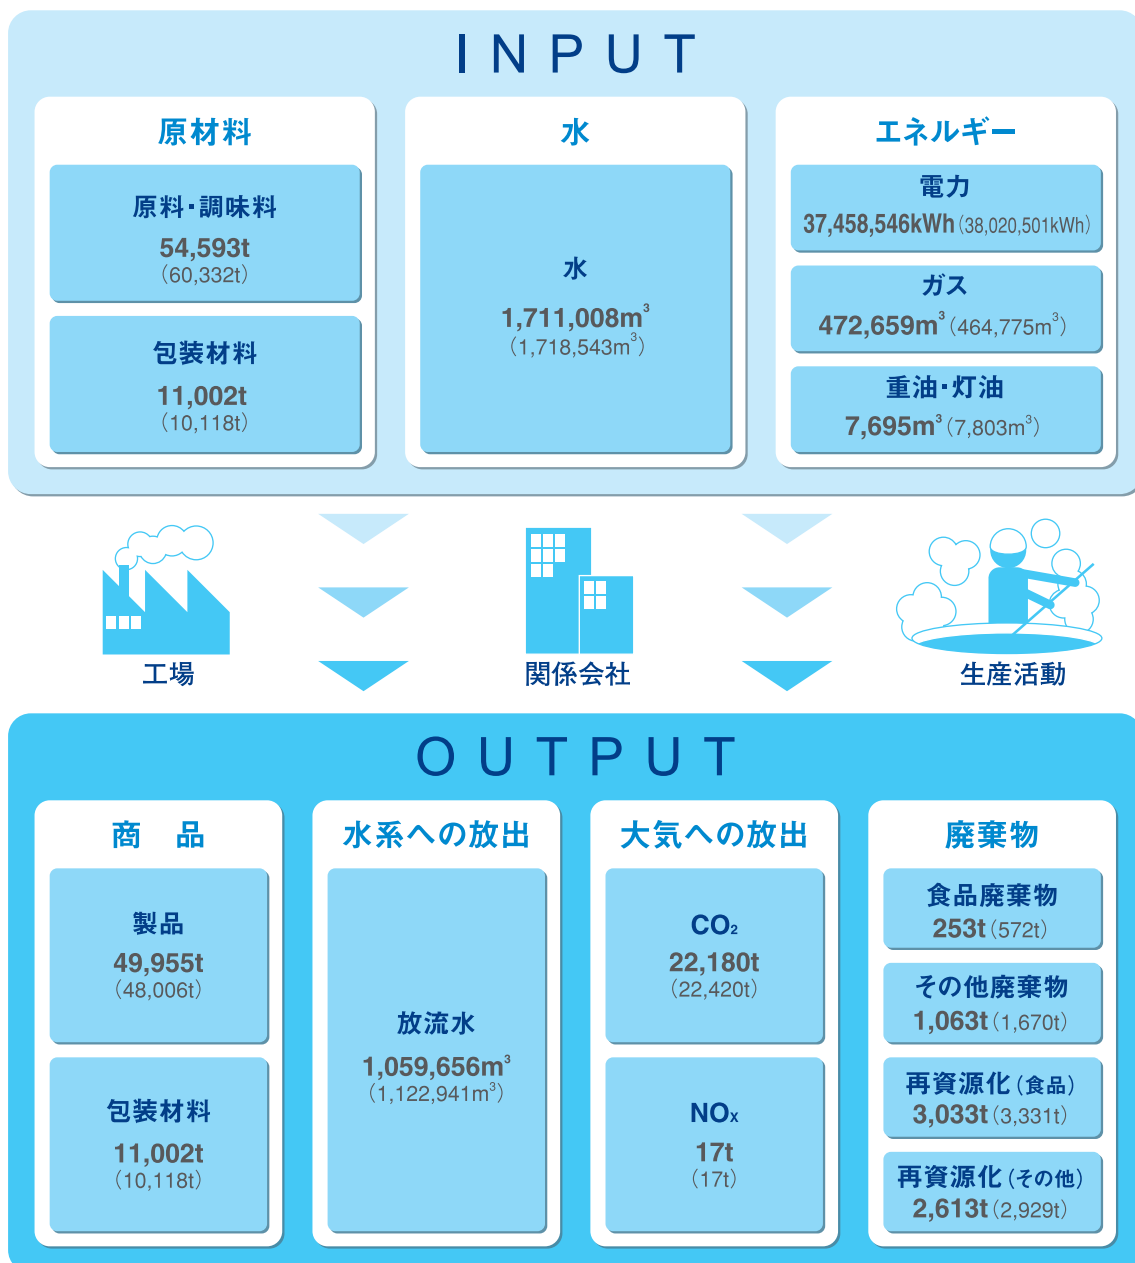 INPUT
原材料
原料・調味料
54,593t
(60,332t)
包装材料
11,002t
(10,118t)
水
水
1,711,008m³
(1,718,543m³)
エネルギー
電力
37,458,546kWh(38,020,501kWh)
ガス
472,659m³(464,775m³)
重油・灯油
7,695m³(7,803m³)
工場
関係会社
生産活動
OUTPUT
商　品
製品
49,955t
(48,006t)
包装材料
11,002t
(10,118t)
水系への放出
放流水
1,059,656m³
(1,122,941m³)
大気への放出
CO₂
22,180t
(22,420t)
NOx
17t
(17t)
廃棄物
食品廃棄物
253t(572t)
その他廃棄物
1,063t(1,670t)
再資源化(食品)
3,033t(3,331t)
再資源化(その他)
2,613t(2,929t)